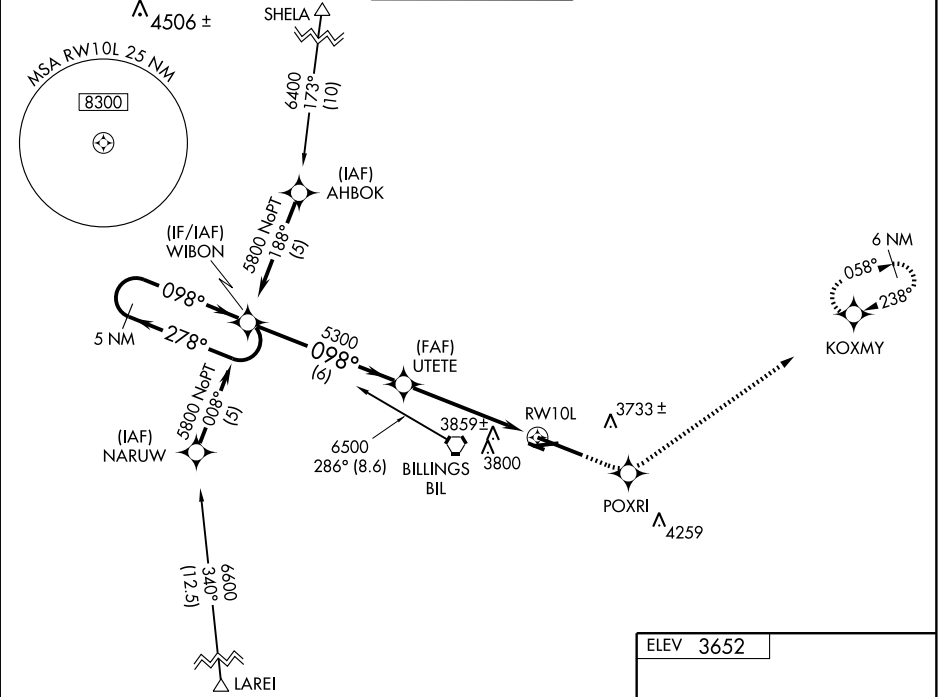 4506 ±
MSA RW10L 25 NM
8300
SHELA
6400
173°
(10)
(IAF)
AHBOK
5800 NoPT
188°
(5)
(IF/IAF)
WIBON
098°
278°
5 NM
5300
098°
(6)
(FAF)
UTETE
6 NM
058°
238°
KOXMY
5800 NoPT
008°
(5)
(IAF)
NARUW
6500
286° (8.6)
BILLINGS
BIL
3859±
3800
RW10L
3733 ±
POXRI
4259
6600
340°
(12.5)
LAREI
ELEV 3652